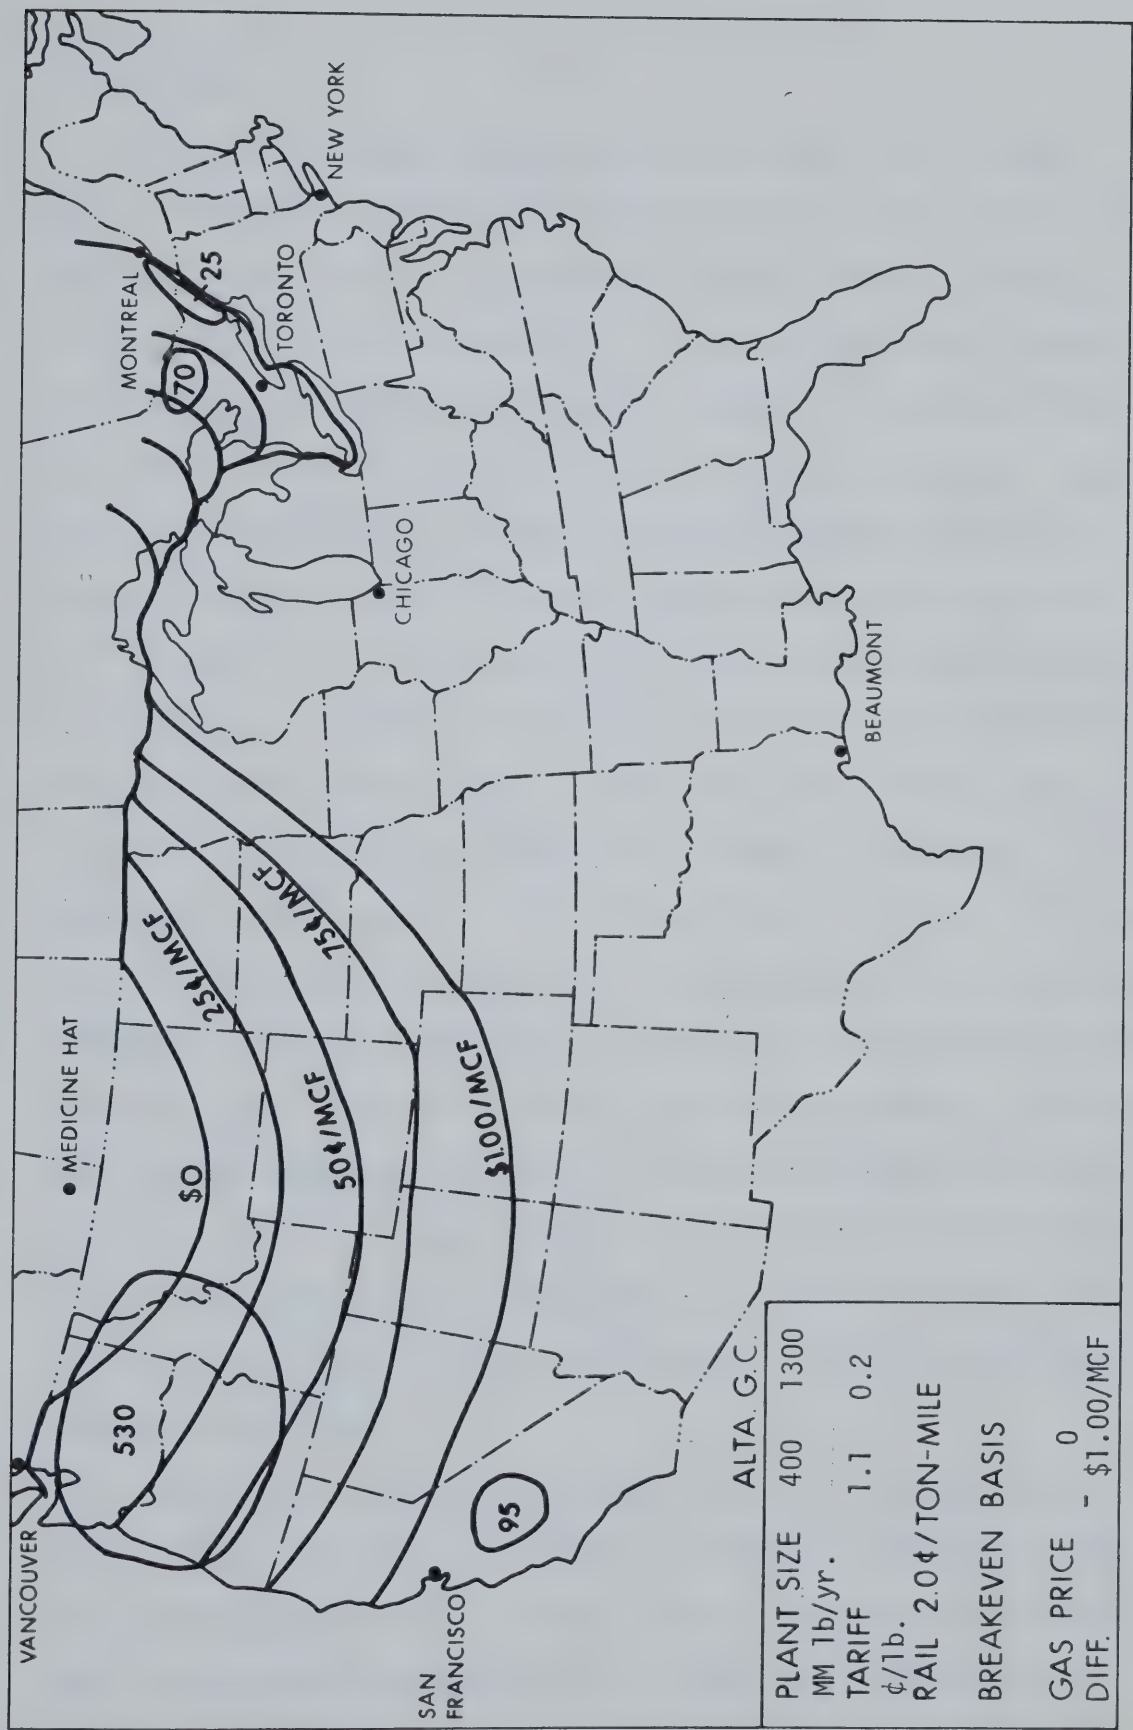 VANCOUVER
530
$0
MEDICINE HAT
25¢/MCF
50¢/MCF
75¢/MCF
$1.00/MCF
95
SAN
FRANCISCO
MONTREAL
70
25
TORONTO
NEW YORK
CHICAGO
BEAUMONT
ALTA. G.C.
PLANT SIZE 400 1300
MM lb/yr.
TARIFF 1.1 0.2
¢/lb.
RAIL 2.0¢/TON-MILE
BREAKEVEN BASIS
GAS PRICE 0
DIFF. - $1.00/MCF